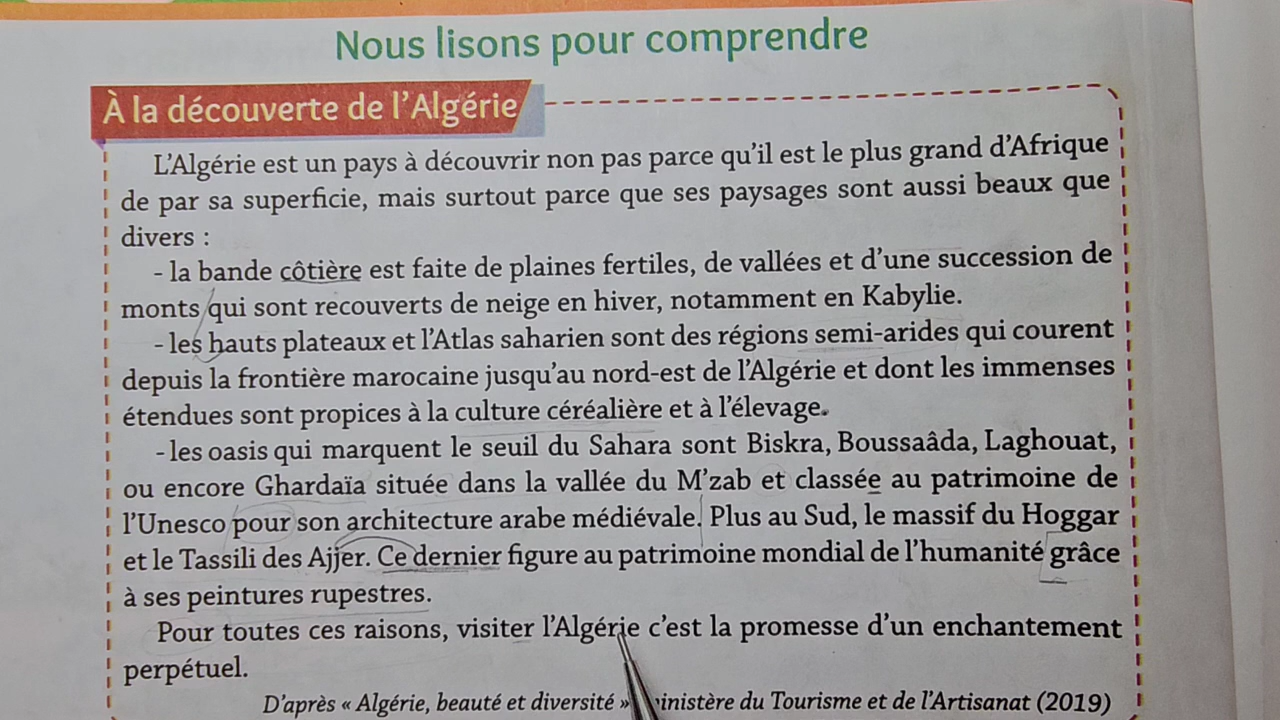 Nous lisons pour comprendre
À la découverte de l'Algérie
L'Algérie est un pays à découvrir non pas parce qu'il est le plus grand d'Afrique
de par sa superficie, mais surtout parce que ses paysages sont aussi beaux que
divers :
- la bande côtière est faite de plaines fertiles, de vallées et d'une succession de
monts qui sont recouverts de neige en hiver, notamment en Kabylie.
- les hauts plateaux et l'Atlas saharien sont des régions semi-arides qui courent
depuis la frontière marocaine jusqu'au nord-est de l'Algérie et dont les immenses
étendues sont propices à la culture céréalière et à l'élevage.
- les oasis qui marquent le seuil du Sahara sont Biskra, Boussaâda, Laghouat,
ou encore Ghardaïa située dans la vallée du M'zab et classée au patrimoine de
l'Unesco pour son architecture arabe médiévale. Plus au Sud, le massif du Hoggar
et le Tassili des Ajjer. Ce dernier figure au patrimoine mondial de l'humanité grâce
à ses peintures rupestres.
Pour toutes ces raisons, visiter l'Algérie c'est la promesse d'un enchantement
perpétuel.
D'après « Algérie, beauté et diversité » inistère du Tourisme et de l'Artisanat (2019)